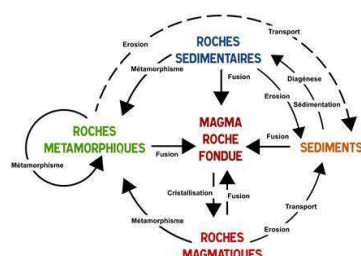 Transport
Erosion
ROCHES
SEDIMENTAIRES
Métamorphisme
Fusion
Diagénese
Erosion
Sédimentation
MAGMA
ROCHE
FONDUE
ROCHES
METAMORPHIQUES
Fusion
Fusion
SEDIMENTS
Métamorphisme
Cristallisation
Fusion
Métamorphisme
Transport
Erosion
ROCHES
MAGMATIQUES